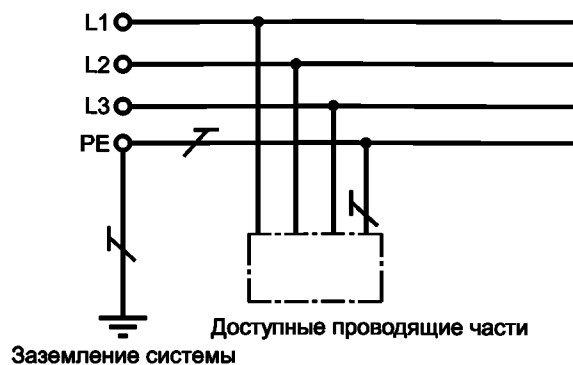 L1
L2
L3
PE
Доступные проводящие части
Заземление системы